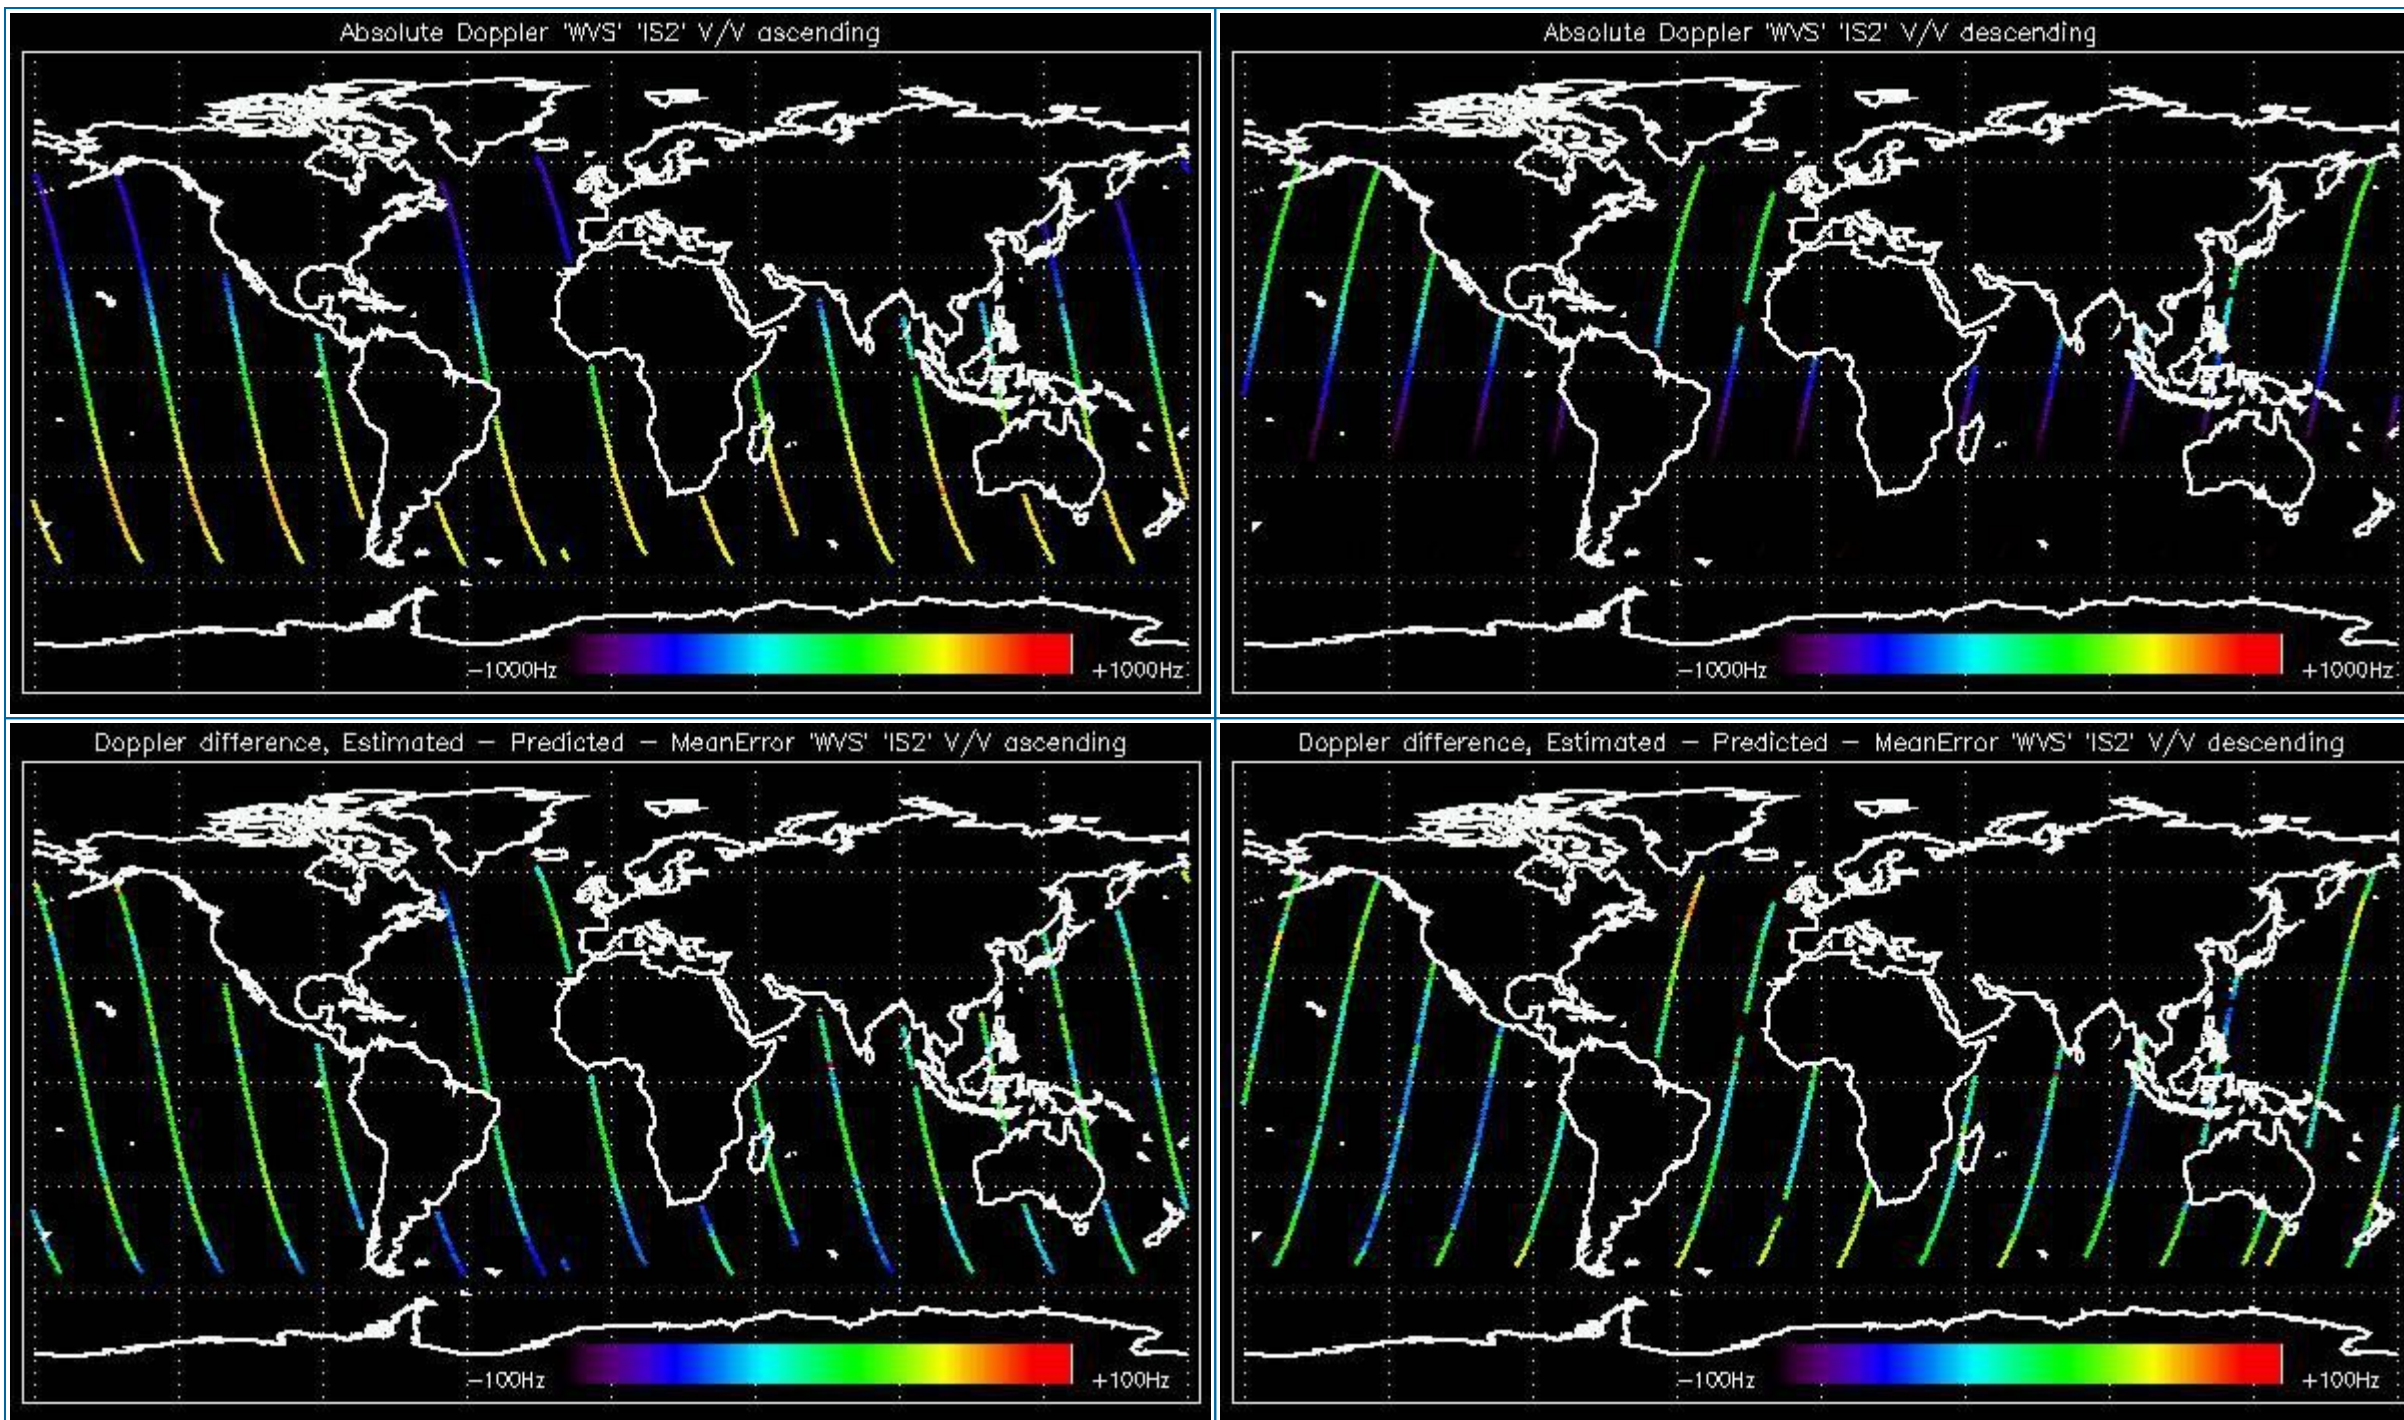 Absolute Doppler 'WVS' 'IS2' V/V ascending
-1000Hz
+1000Hz
Absolute Doppler 'WVS' 'IS2' V/V descending
-1000Hz
+1000Hz
Doppler difference, Estimated - Predicted - MeanError 'WVS' 'IS2' V/V ascending
-100Hz
+100Hz
Doppler difference, Estimated - Predicted - MeanError 'WVS' 'IS2' V/V descending
-100Hz
+100Hz